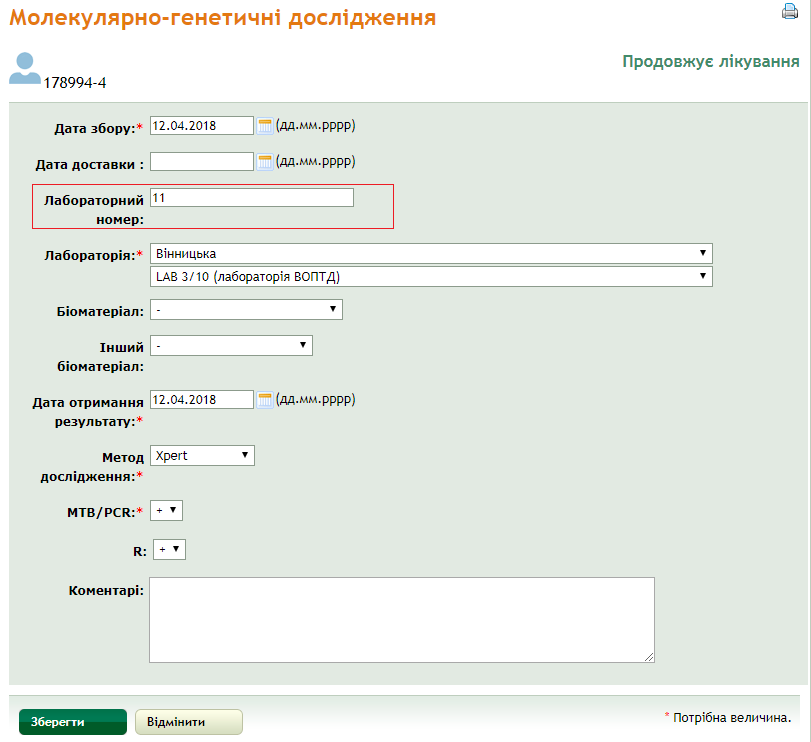 Молекулярно-генетичні дослідження
178994-4
Продовжує лікування
Дата збору:* 12.04.2018 (дд.мм.рррр)
Дата доставки : (дд.мм.рррр)
Лабораторний номер: 11
Лабораторія:* Вінницька
LAB 3/10 (лабораторія ВОПТД)
Біоматеріал: -
Інший біоматеріал: -
Дата отримання результату:* 12.04.2018 (дд.мм.рррр)
Метод дослідження:* Xpert
MTB/PCR:* +
R: +
Коментарі:
Зберегти Відмінити * Потрібна величина.